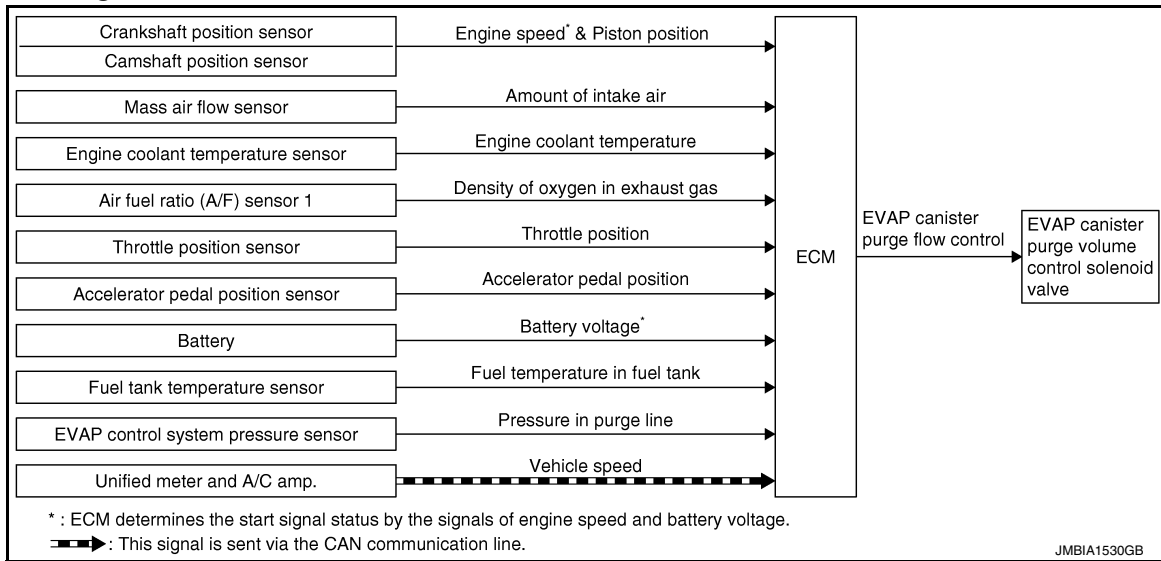 Crankshaft position sensor
Camshaft position sensor
Engine speed* & Piston position
Mass air flow sensor
Amount of intake air
Engine coolant temperature sensor
Engine coolant temperature
Air fuel ratio (A/F) sensor 1
Density of oxygen in exhaust gas
Throttle position sensor
Throttle position
Accelerator pedal position sensor
Accelerator pedal position
Battery
Battery voltage*
Fuel tank temperature sensor
Fuel temperature in fuel tank
EVAP control system pressure sensor
Pressure in purge line
Unified meter and A/C amp.
Vehicle speed
ECM
EVAP canister
purge flow control
EVAP canister
purge volume
control solenoid
valve
* : ECM determines the start signal status by the signals of engine speed and battery voltage.
: This signal is sent via the CAN communication line.
JMBIA1530GB